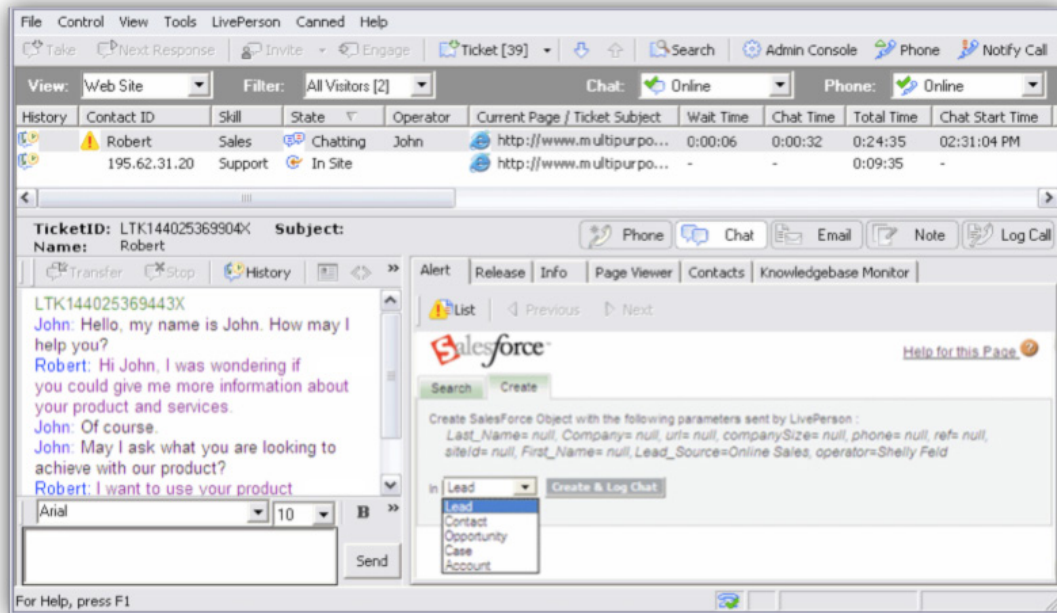 File Control View Tools LivePerson Canned Help
Take Next Response Invite Engage Ticket [39] Search Admin Console Phone Notify Call
View: Web Site Filter: All Visitors [2] Chat: Online Phone: Online
History Contact ID Skill State Operator Current Page / Ticket Subject Wait Time Chat Time Total Time Chat Start Time
Robert Sales Chatting John http://www.multipurpo... 0:00:06 0:00:32 0:24:35 02:31:04 PM
195.62.31.20 Support In Site http://www.multipurpo... - - 0:09:35 -
TicketID: LTK144025369904X Subject:
Name: Robert
Phone Chat Email Note Log Call
Transfer Stop History »
LTK144025369443X
John: Hello, my name is John. How may I
help you?
Robert: Hi John, I was wondering if
you could give me more information about
your product and services.
John: Of course.
John: May I ask what you are looking to
achieve with our product?
Robert: I want to use your product
Arial 10 B »
Send
Alert Release Info Page Viewer Contacts Knowledgebase Monitor
List Previous Next
Salesforce Help for this Page
Search Create
Create SalesForce Object with the following parameters sent by LivePerson :
Last_Name= null, Company= null, url= null, companySize= null, phone= null, ref= null,
siteId= null, First_Name= null, Lead_Source=Online Sales, operator=Shelly Feld
in Lead Create & Log Chat
Lead
Contact
Opportunity
Case
Account
For Help, press F1